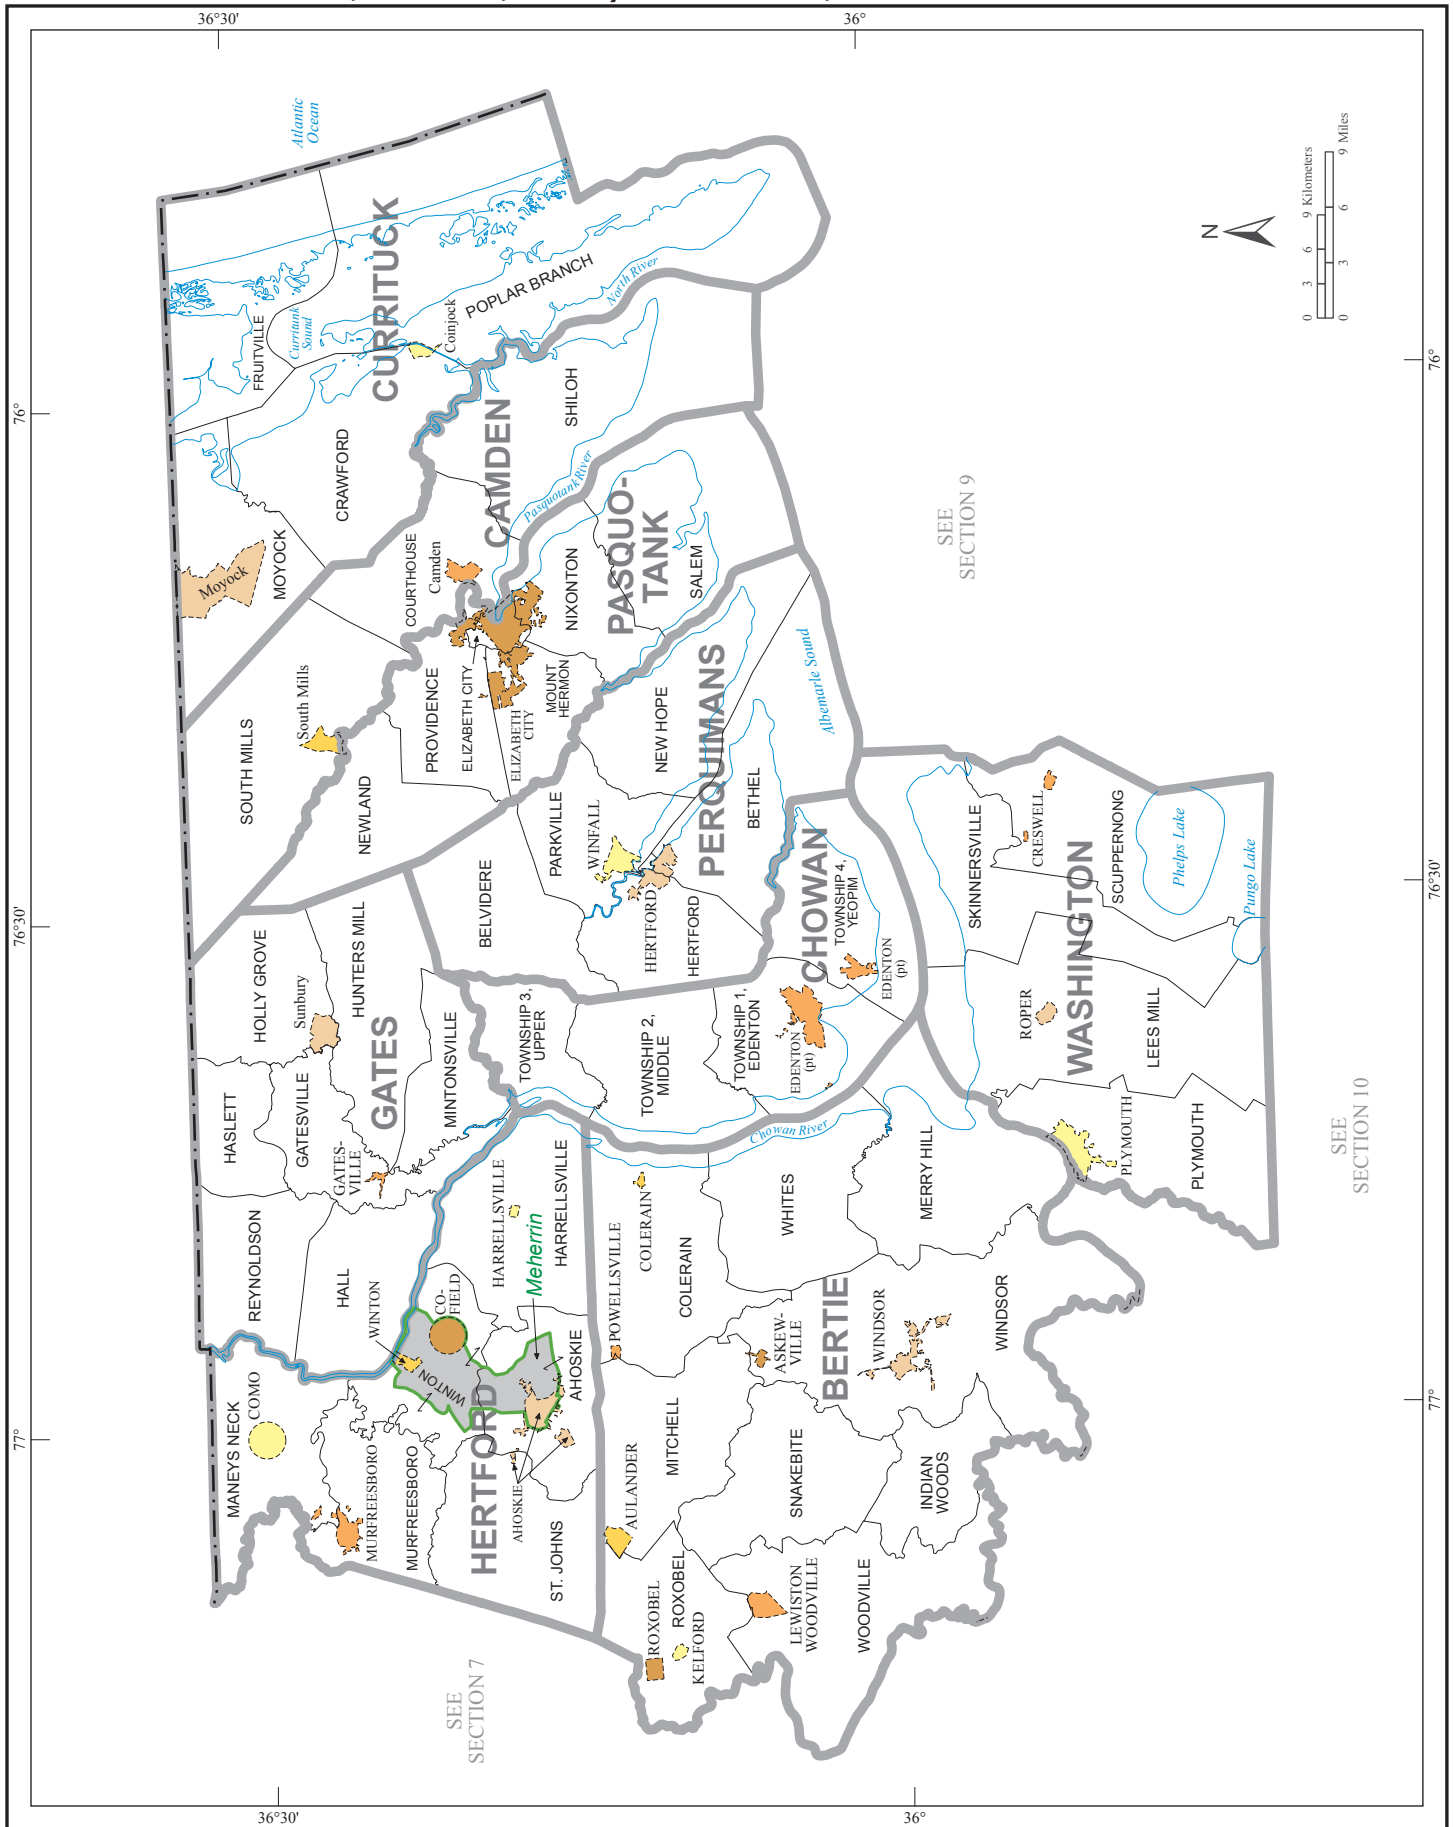 36°30'
36°
Atlantic
Ocean
9 Kilometers
9 Miles
6
6
3
3
0
0
N
CURRITUCK
FRUITVILLE
Curritunk
Sound
POPLAR BRANCH
North River
Coinjock
76°
76°
CRAWFORD
SHILOH
CAMDEN
Pasquotank River
MOYOCK
Moyock
COURTHOUSE
Camden
NIXONTON
PASQUO-
TANK
SALEM
SEE
SECTION 9
SOUTH MILLS
South Mills
PROVIDENCE
ELIZABETH CITY
ELIZABETH
CITY
MOUNT
HERMON
NEW HOPE
PERQUIMANS
Albemarle Sound
NEWLAND
PARKVILLE
WINFALL
BETHEL
BELVIDERE
HERTFORD
HERTFORD
CHOWAN
TOWNSHIP 4,
YEOPIM
EDENTON
(pt)
SKINNERSVILLE
CRESWELL
SCUPPERNONG
Phelps Lake
Pungo Lake
76°30'
76°30'
HOLLY GROVE
Sunbury
HUNTERS MILL
GATES
MINTONSVILLE
TOWNSHIP 3,
UPPER
TOWNSHIP 2,
MIDDLE
TOWNSHIP 1,
EDENTON
EDENTON
(pt)
ROPER
WASHINGTON
LEES MILL
HASLETT
GATESVILLE
GATES-
VILLE
Chowan River
PLYMOUTH
PLYMOUTH
SEE
SECTION 10
REYNOLDSON
HALL
WINTON
CO-
FIELD
HARRELLSVILLE
HARRELLSVILLE
Meherrin
POWELLSVILLE
COLERAIN
COLERAIN
WHITES
MERRY HILL
WINTON
AHOSKIE
ASKEW-
VILLE
BERTIE
WINDSOR
WINDSOR
77°
77°
MANEYS NECK
COMO
MURFREESBORO
MURFREESBORO
HERTFORD
AHOSKIE
ST. JOHNS
AULANDER
MITCHELL
SNAKEBITE
INDIAN
WOODS
ROXOBEL
ROXOBEL
KELFORD
LEWISTON
WOODVILLE
WOODVILLE
SEE
SECTION 7
36°30'
36°